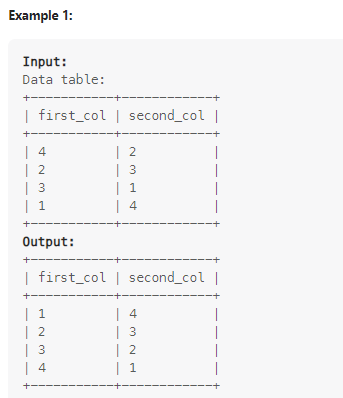 Example 1:
Input:
Data table:
+-----------+------------+
| first_col | second_col |
+-----------+------------+
| 4         | 2          |
| 2         | 3          |
| 3         | 1          |
| 1         | 4          |
+-----------+------------+
Output:
+-----------+------------+
| first_col | second_col |
+-----------+------------+
| 1         | 4          |
| 2         | 3          |
| 3         | 2          |
| 4         | 1          |
+-----------+------------+